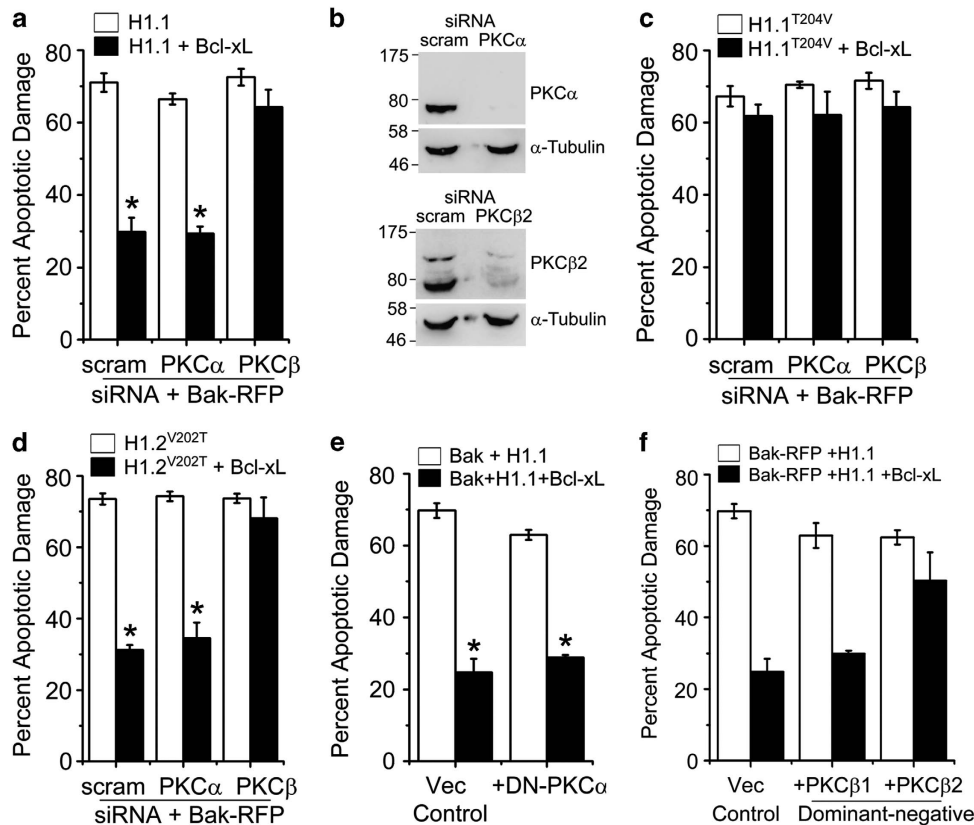 a
H1.1
H1.1 + Bcl-xL
Percent Apoptotic Damage
80
60
40
20
0
*
*
scram PKCα PKCβ
siRNA + Bak-RFP
b
siRNA
scram PKCα
175
80
58
46
PKCα
α-Tubulin
siRNA
scram PKCβ2
175
80
58
46
PKCβ2
α-Tubulin
c
H1.1T204V
H1.1T204V + Bcl-xL
Percent Apoptotic Damage
80
60
40
20
0
scram PKCα PKCβ
siRNA + Bak-RFP
d
H1.2V202T
H1.2V202T + Bcl-xL
Percent Apoptotic Damage
80
60
40
20
0
*
*
scram PKCα PKCβ
siRNA + Bak-RFP
e
Bak + H1.1
Bak+H1.1+Bcl-xL
Percent Apoptotic Damage
80
60
40
20
0
*
*
Vec +DN-PKCα
Control
f
Bak-RFP +H1.1
Bak-RFP +H1.1 +Bcl-xL
Percent Apoptotic Damage
80
60
40
20
0
Vec +PKCβ1 +PKCβ2
Control Dominant-negative